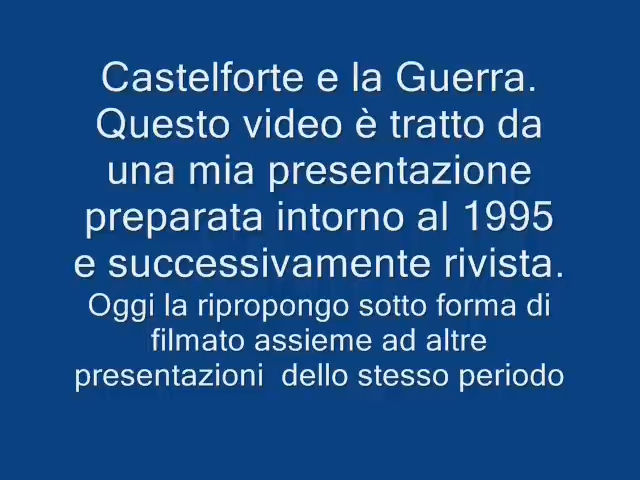 Castelforte e la Guerra.
Questo video è tratto da
una mia presentazione
preparata intorno al 1995
e successivamente rivista.
Oggi la ripropongo sotto forma di
filmato assieme ad altre
presentazioni  dello stesso periodo